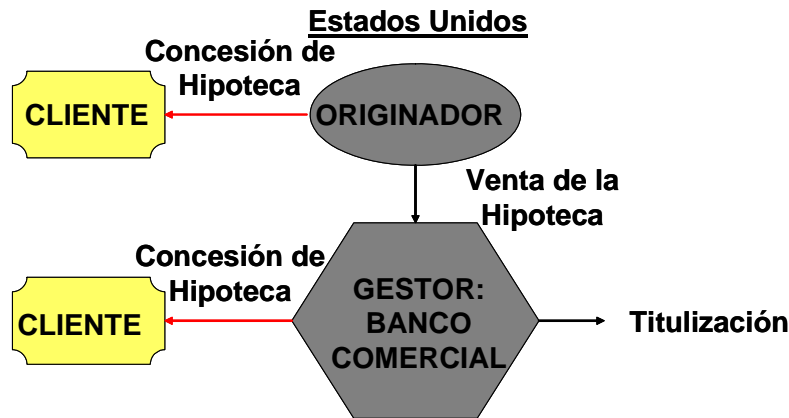 Estados Unidos
Concesión de
Hipoteca
CLIENTE
ORIGINADOR
Venta de la
Hipoteca
Concesión de
Hipoteca
CLIENTE
GESTOR:
BANCO
COMERCIAL
Titulización